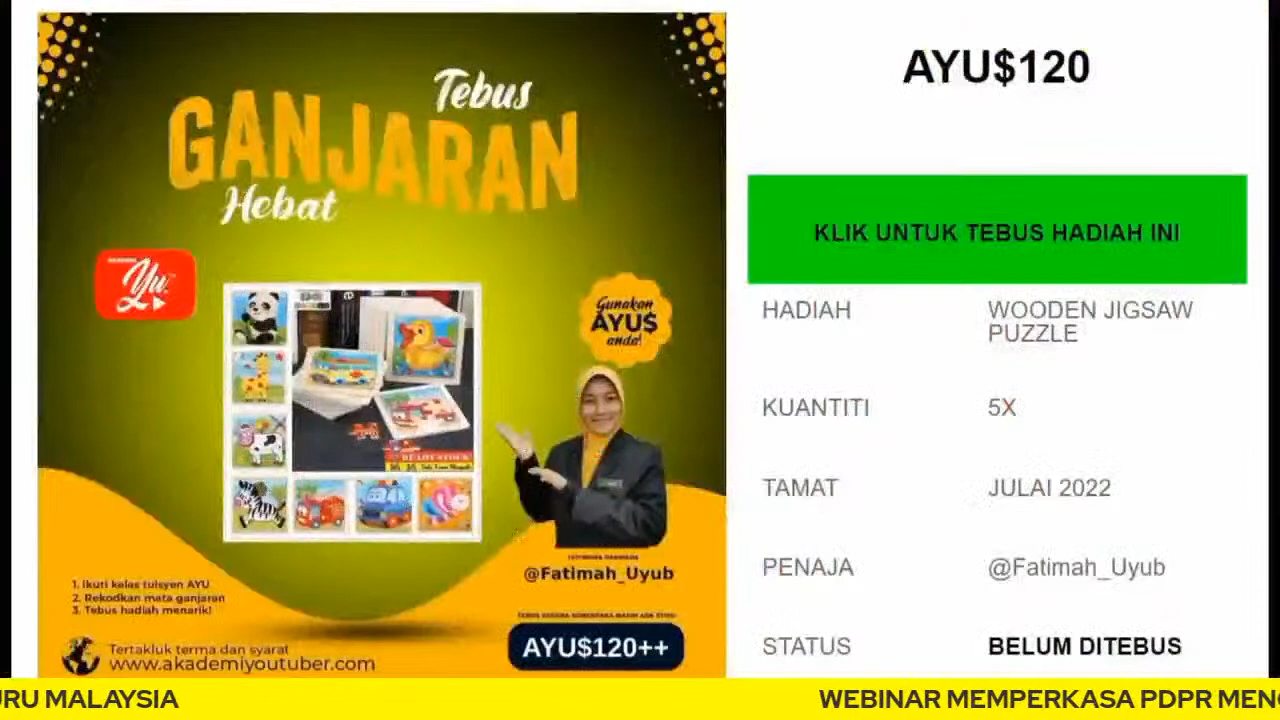 Tebus
GANJARAN
Hebat
Yu
Gunakan
AYU$
anda!
@Fatimah_Uyub
1. Ikuti kelas tuisyen AYU
2. Rekodkan mata ganjaran
3. Tebus hadiah menarik!
AYU$120++
Tertakluk terma dan syarat
www.akademiyoutuber.com
AYU$120
KLIK UNTUK TEBUS HADIAH INI
HADIAH WOODEN JIGSAW
PUZZLE
KUANTITI 5X
TAMAT JULAI 2022
PENAJA @Fatimah_Uyub
STATUS BELUM DITEBUS
URU MALAYSIA WEBINAR MEMPERKASA PDPR MENG